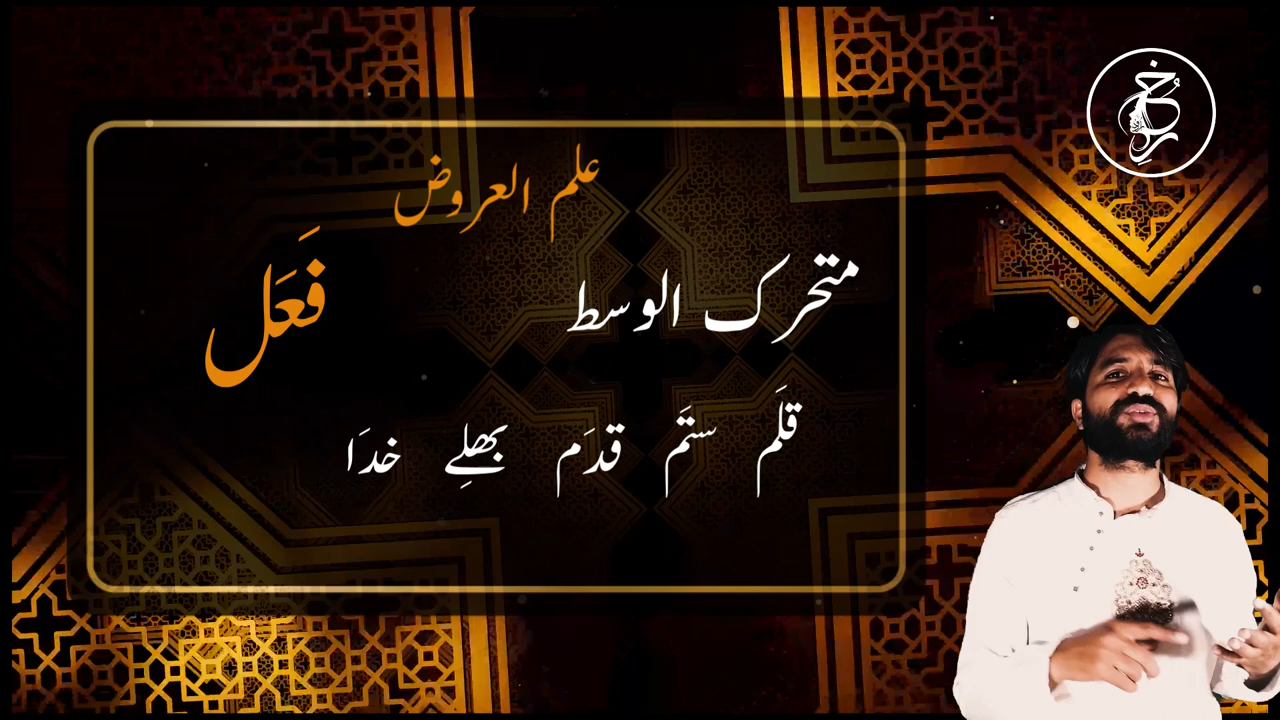 علم العروض
متحرک الوسط فَعَل
قلَم ستَم قدَم بھلِے خدَا